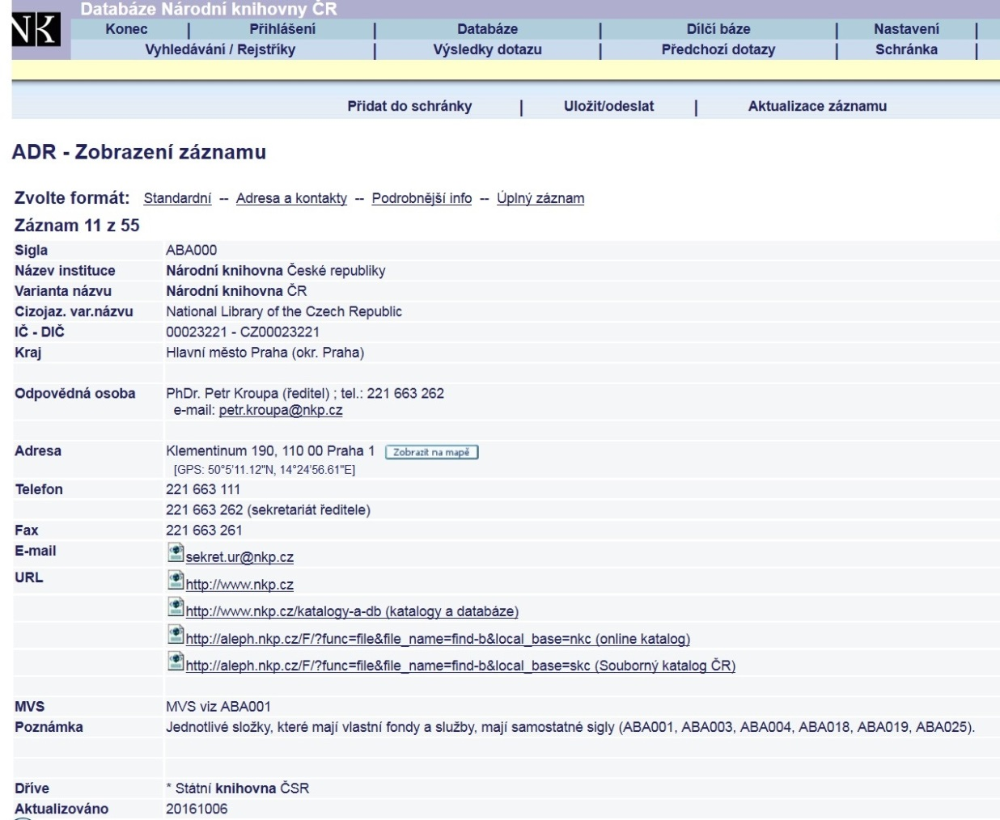 NK
Databáze Národní knihovny ČR
Konec | Přihlášení | Databáze | Dílčí báze | Nastavení |
Vyhledávání / Rejstříky | Výsledky dotazu | Předchozí dotazy | Schránka |
Přidat do schránky | Uložit/odeslat | Aktualizace záznamu
ADR - Zobrazení záznamu
Zvolte formát: Standardní -- Adresa a kontakty -- Podrobnější info -- Úplný záznam
Záznam 11 z 55
Sigla ABA000
Název instituce Národní knihovna České republiky
Varianta názvu Národní knihovna ČR
Cizojaz. var.názvu National Library of the Czech Republic
IČ - DIČ 00023221 - CZ00023221
Kraj Hlavní město Praha (okr. Praha)
Odpovědná osoba PhDr. Petr Kroupa (ředitel) ; tel.: 221 663 262
e-mail: petr.kroupa@nkp.cz
Adresa Klementinum 190, 110 00 Praha 1 Zobrazit na mapě
[GPS: 50°5'11.12"N, 14°24'56.61"E]
Telefon 221 663 111
221 663 262 (sekretariát ředitele)
Fax 221 663 261
E-mail sekret.ur@nkp.cz
URL http://www.nkp.cz
http://www.nkp.cz/katalogy-a-db (katalogy a databáze)
http://aleph.nkp.cz/F/?func=file&file_name=find-b&local_base=nkc (online katalog)
http://aleph.nkp.cz/F/?func=file&file_name=find-b&local_base=skc (Souborný katalog ČR)
MVS MVS viz ABA001
Poznámka Jednotlivé složky, které mají vlastní fondy a služby, mají samostatné sigly (ABA001, ABA003, ABA004, ABA018, ABA019, ABA025).
Dříve * Státní knihovna ČSR
Aktualizováno 20161006